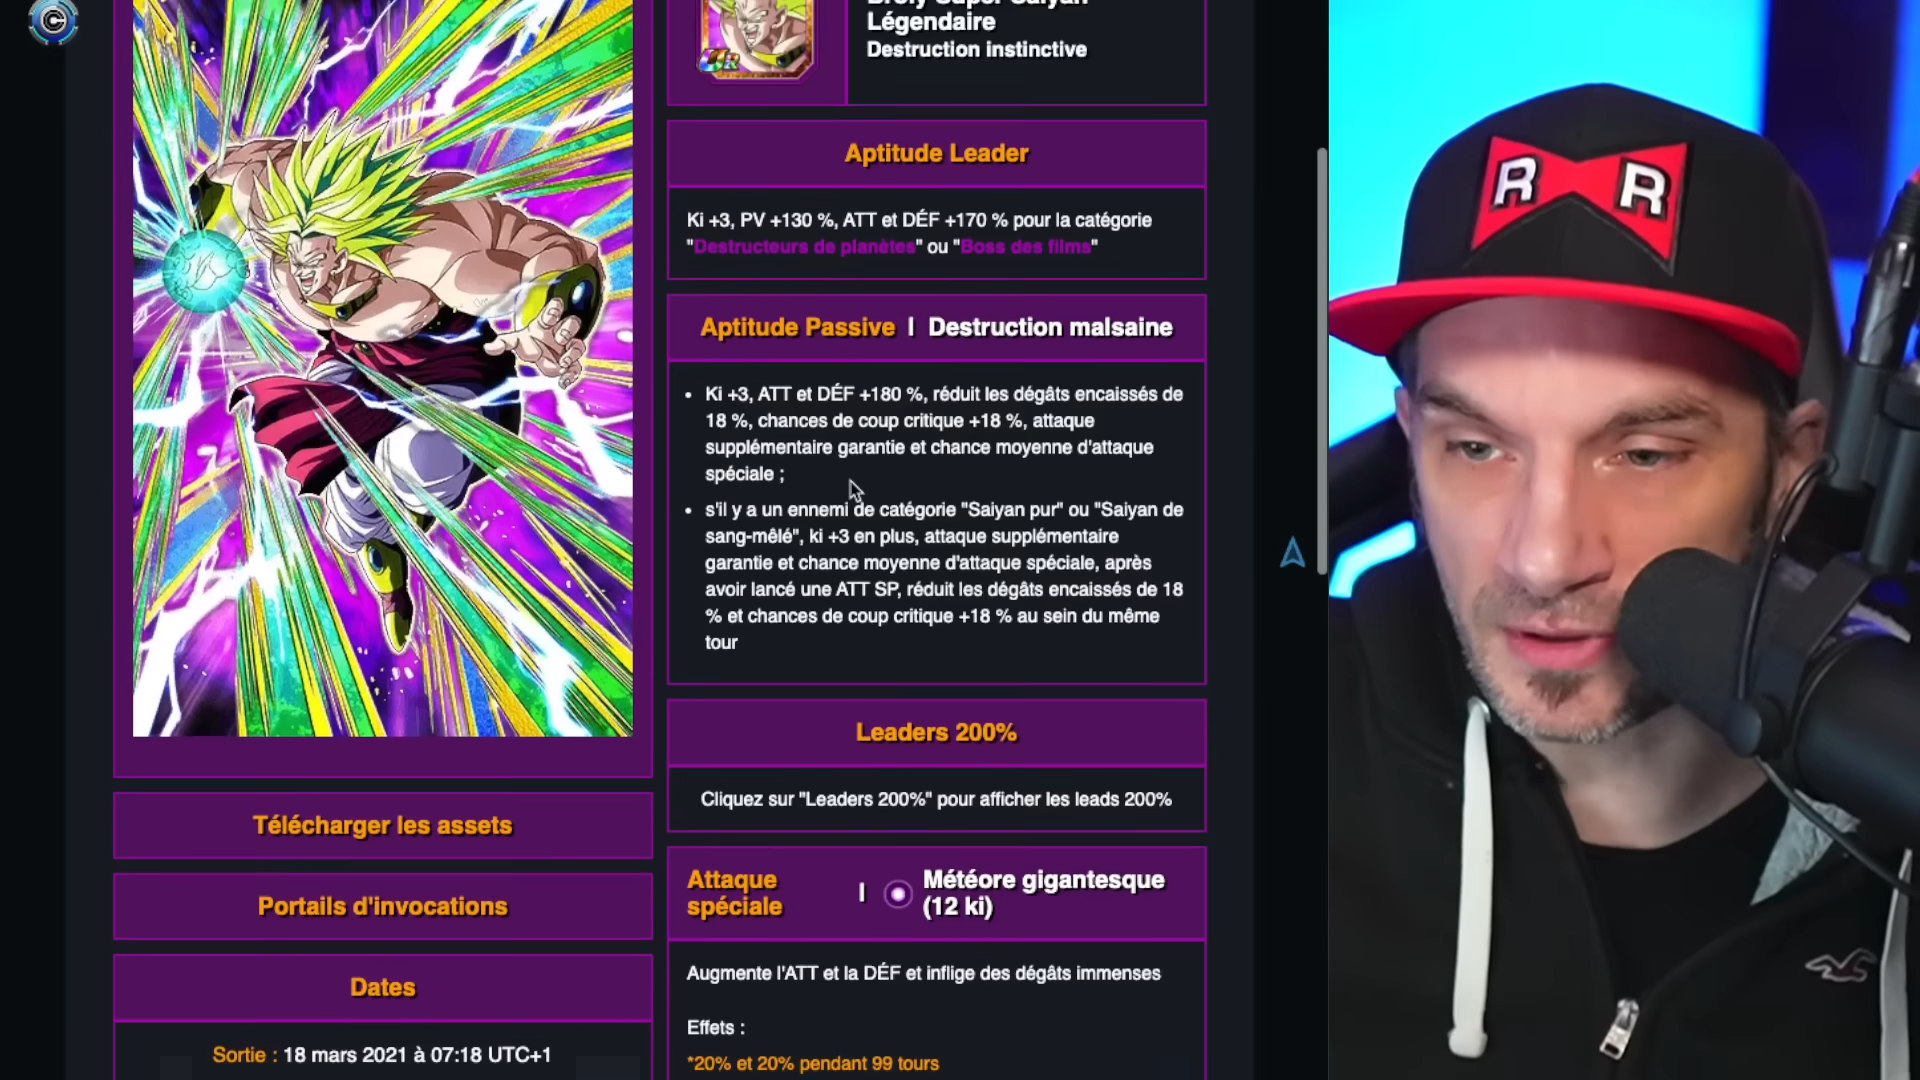 Broly Super Saiyan
Légendaire
Destruction instinctive
UR
Aptitude Leader
Ki +3, PV +130 %, ATT et DÉF +170 % pour la catégorie
"Destructeurs de planètes" ou "Boss des films"
Aptitude Passive | Destruction malsaine
• Ki +3, ATT et DÉF +180 %, réduit les dégâts encaissés de
18 %, chances de coup critique +18 %, attaque
supplémentaire garantie et chance moyenne d'attaque
spéciale ;
• s'il y a un ennemi de catégorie "Saiyan pur" ou "Saiyan de
sang-mêlé", ki +3 en plus, attaque supplémentaire
garantie et chance moyenne d'attaque spéciale, après
avoir lancé une ATT SP, réduit les dégâts encaissés de 18
% et chances de coup critique +18 % au sein du même
tour
Leaders 200%
Cliquez sur "Leaders 200%" pour afficher les leads 200%
Attaque
spéciale
|
Météore gigantesque
(12 ki)
Augmente l'ATT et la DÉF et inflige des dégâts immenses
Effets :
*20% et 20% pendant 99 tours
Télécharger les assets
Portails d'invocations
Dates
Sortie : 18 mars 2021 à 07:18 UTC+1
R R